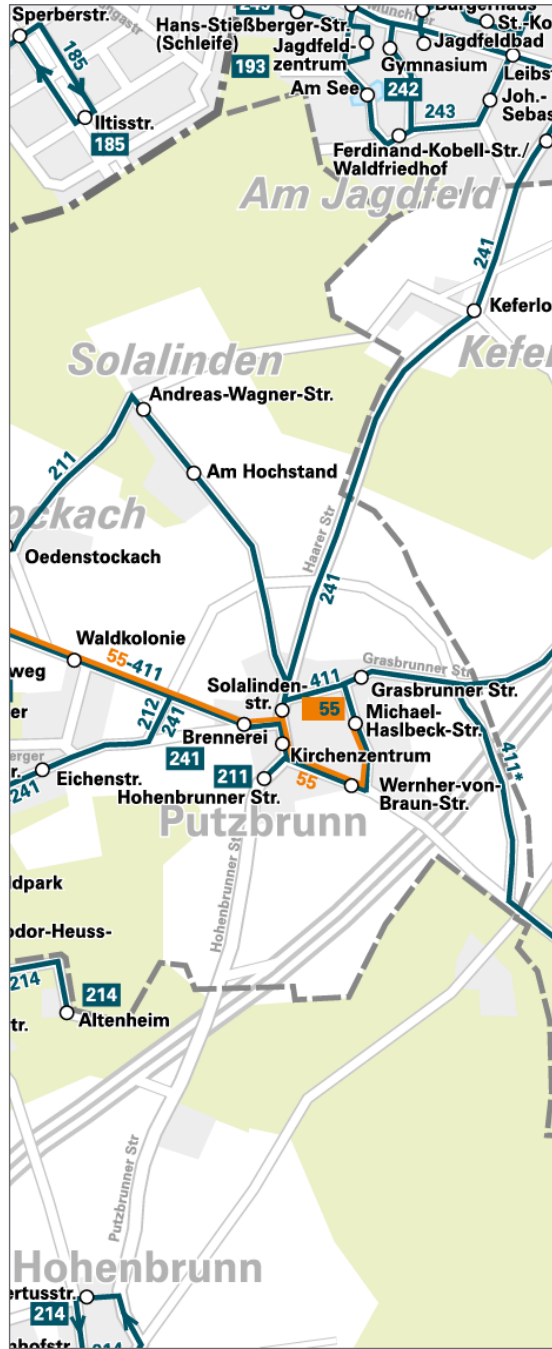 Sperberstr.
185
Iltisstr.
185
Hans-Stießberger-Str.
(Schleife)
193
Jagdfeld-
zentrum
Am See
Gymnasium
Jagdfeldbad
242
243
Joh.-
Ferdinand-Kobell-Str./
Waldfriedhof
Am Jagdfeld
241
Solalinden
Andreas-Wagner-Str.
211
Am Hochstand
Oedenstockach
Haarer Str
241
Waldkolonie
55-411
212
241
Solalinden-
str.
411
Grasbrunner Str.
Grasbrunner Str.
55
Michael-
Haslbeck-Str.
Brennerei
241
Kirchenzentrum
211
Hohenbrunner Str.
55
Wernher-von-
Braun-Str.
411*
Eichenstr.
241
Putzbrunn
Hohenbrunner Str
214
214
Altenheim
Putzbrunner Str
Hohenbrunn
214
214